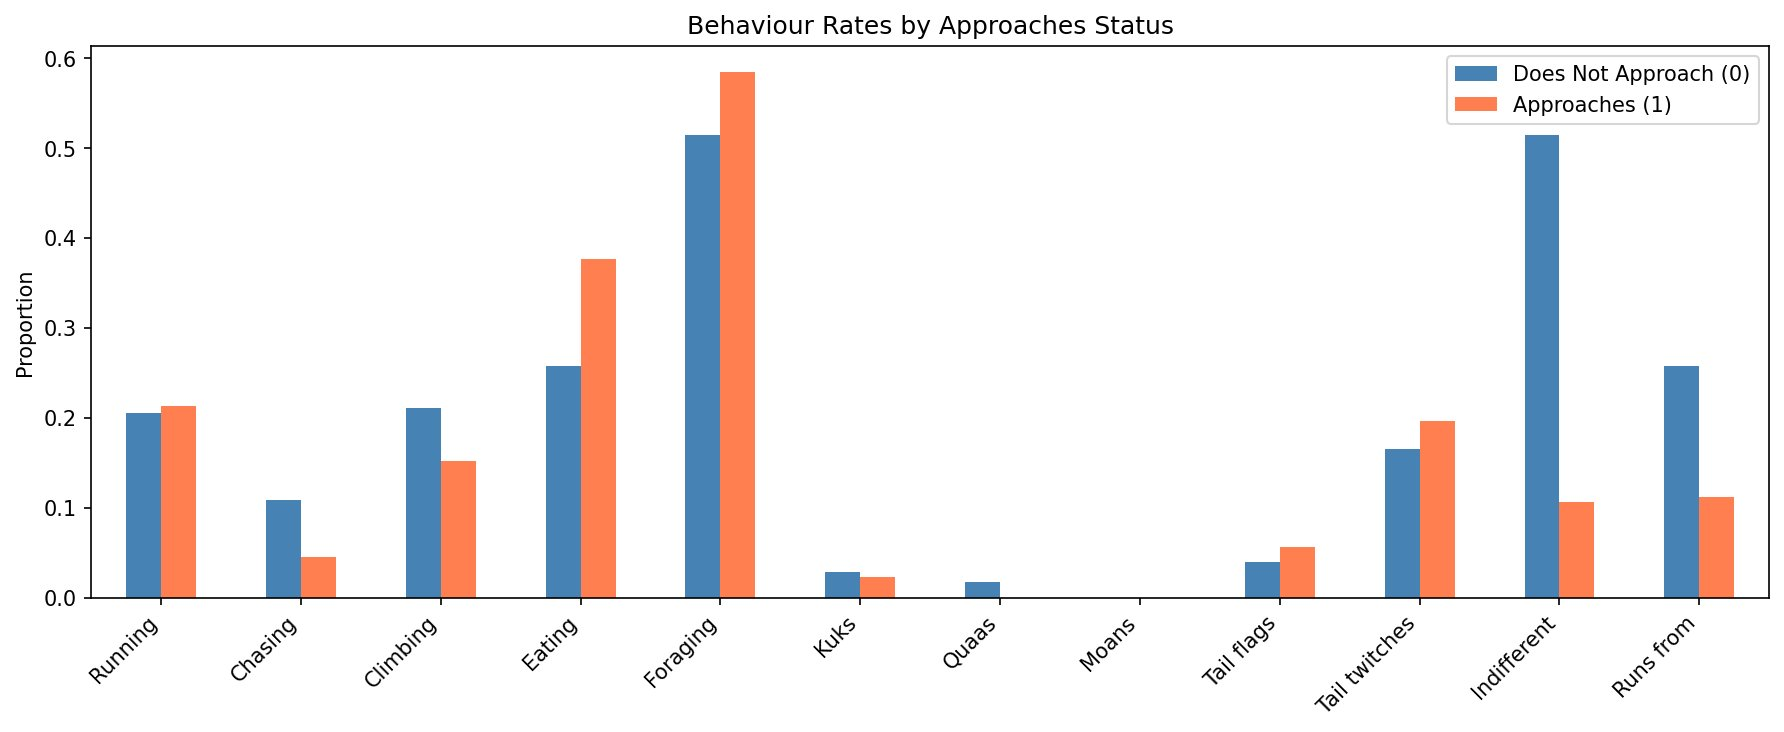 Behaviour Rates by Approaches Status
Does Not Approach (0)
Approaches (1)
Proportion
0.6
0.5
0.4
0.3
0.2
0.1
0.0
Running
Chasing
Climbing
Eating
Foraging
Kuks
Quaas
Moans
Tail flags
Tail twitches
Indifferent
Runs from